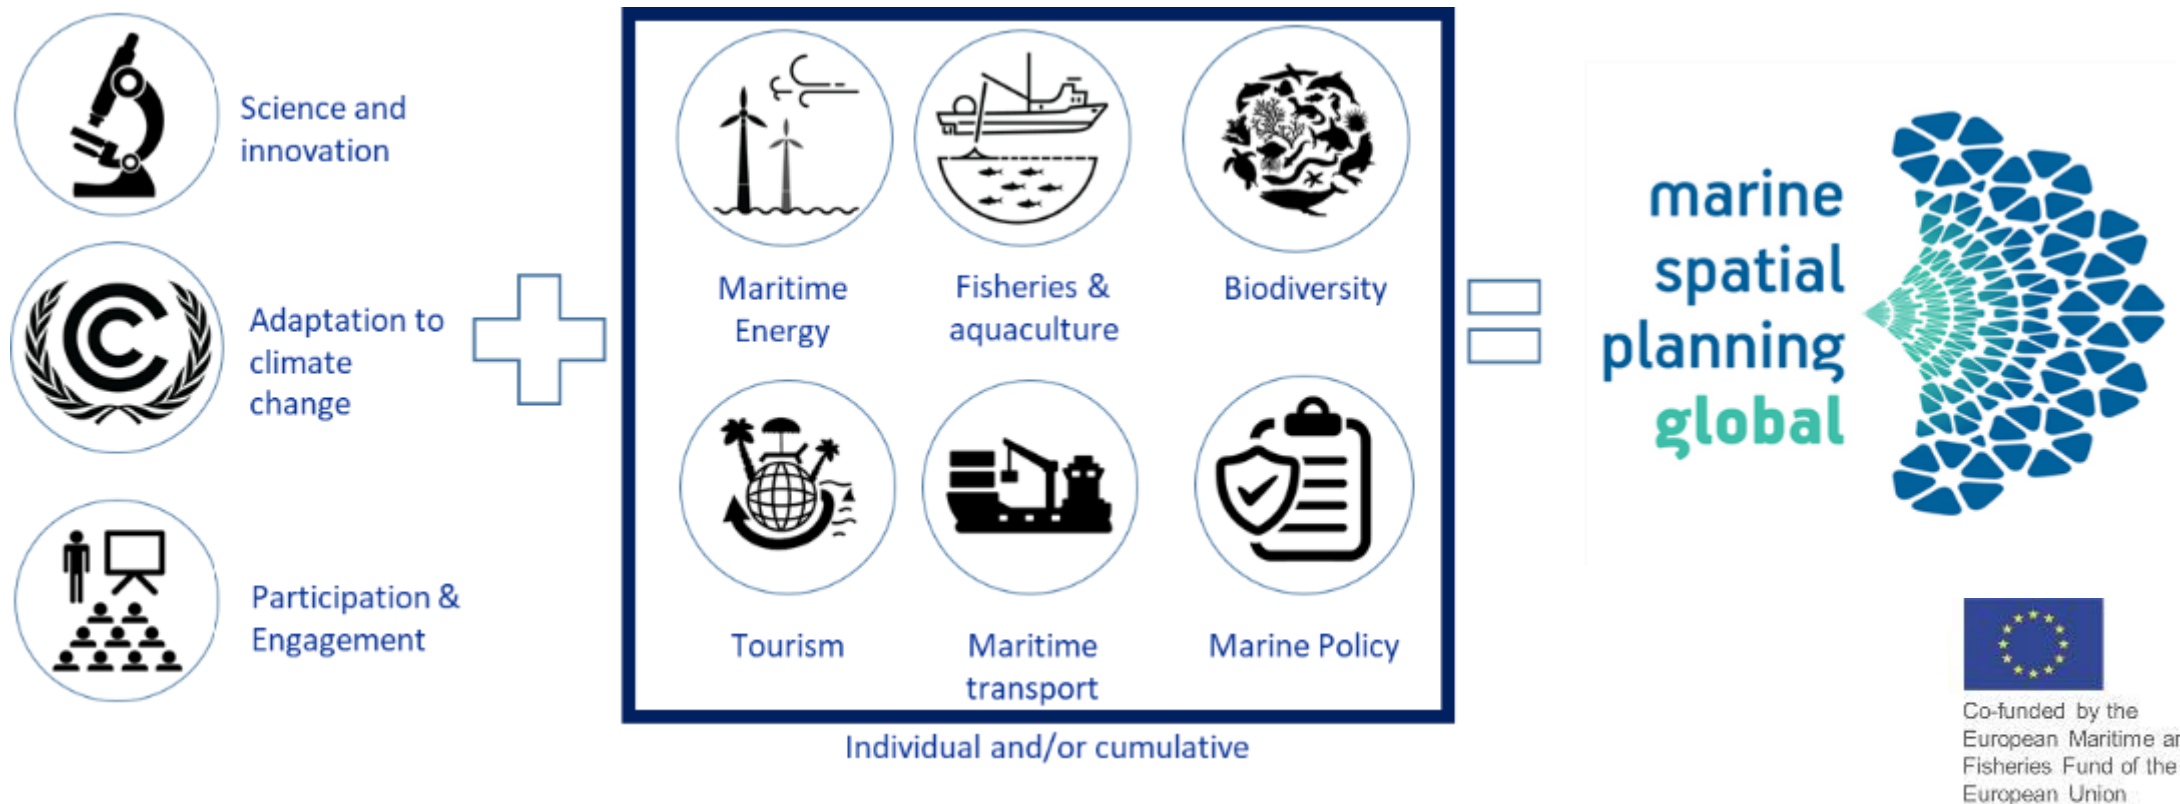 Science and
innovation
Adaptation to
climate
change
Participation &
Engagement
Maritime
Energy
Fisheries &
aquaculture
Biodiversity
Tourism
Maritime
transport
Marine Policy
Individual and/or cumulative
marine
spatial
planning
global
Co-funded by the
European Maritime
Fisheries Fund of the
European Union